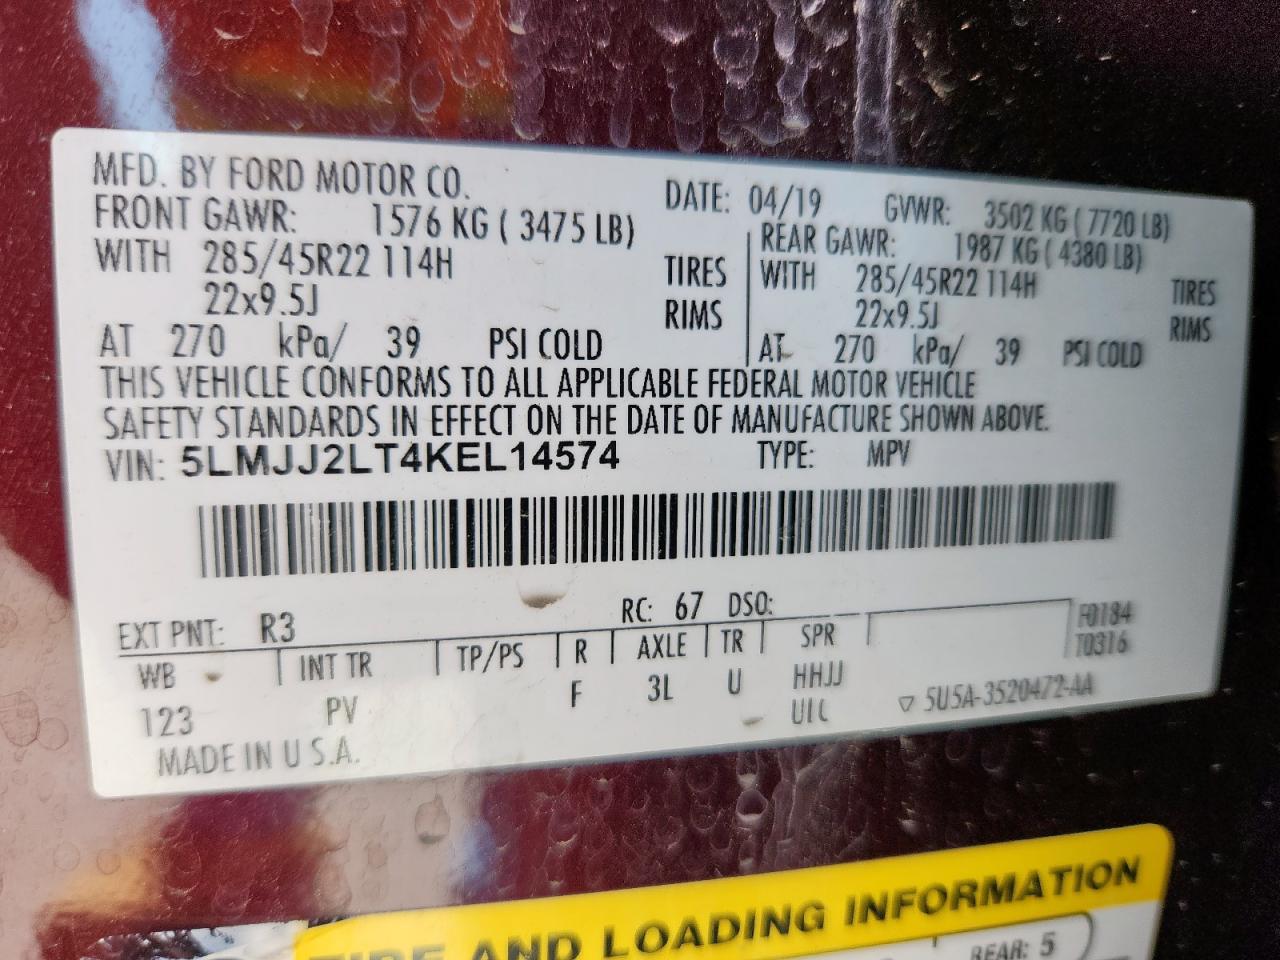 MFD. BY FORD MOTOR CO. DATE: 04/19 GVWR: 3502 KG ( 7720 LB)
FRONT GAWR: 1576 KG ( 3475 LB) REAR GAWR: 1987 KG ( 4380 LB)
WITH 285/45R22 114H TIRES WITH 285/45R22 114H TIRES
22x9.5J RIMS 22x9.5J RIMS
AT 270 kPa/ 39 PSI COLD AT 270 kPa/ 39 PSI COLD
THIS VEHICLE CONFORMS TO ALL APPLICABLE FEDERAL MOTOR VEHICLE
SAFETY STANDARDS IN EFFECT ON THE DATE OF MANUFACTURE SHOWN ABOVE.
VIN: 5LMJJ2LT4KEL14574 TYPE: MPV
EXT PNT: R3 RC: 67 DSO: F0184
WB INT TR TP/PS R AXLE TR SPR T0316
123 PV F 3L U HHJJ
UIC ▽ 5U5A-3520472-AA
MADE IN U.S.A.
TIRE AND LOADING INFORMATION
REAR: 5